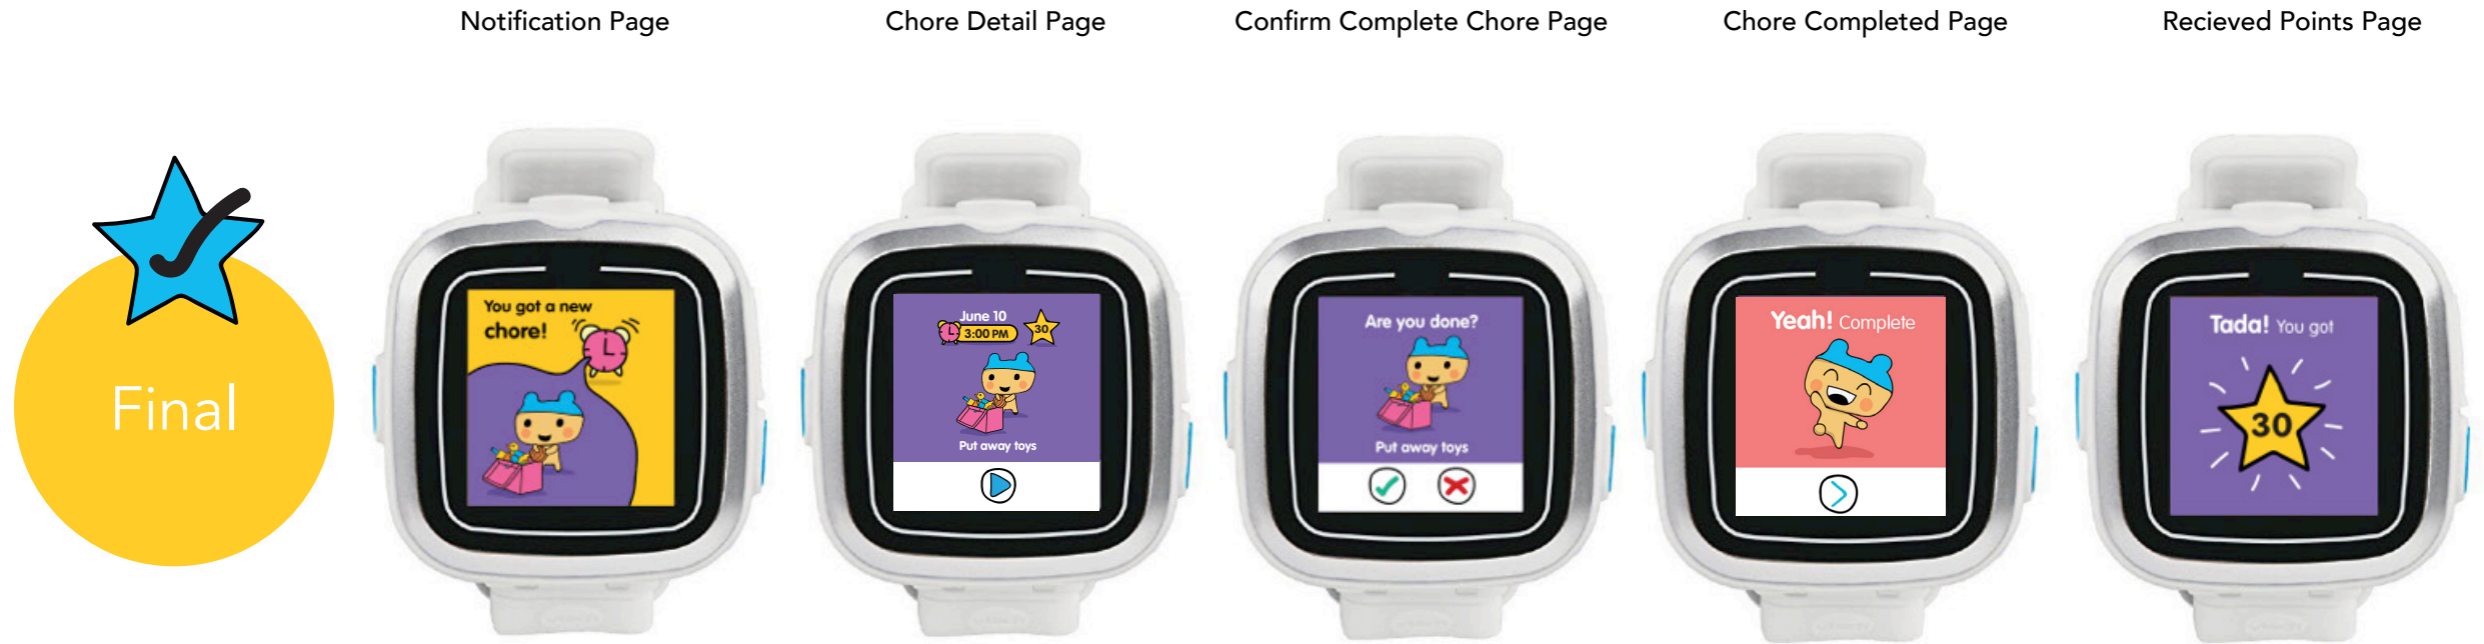 Notification Page
Chore Detail Page
Confirm Complete Chore Page
Chore Completed Page
Recieved Points Page
Final
You got a new
chore!
June 10
3:00 PM
30
Put away toys
Are you done?
Put away toys
Yeah! Complete
Tada! You got
30